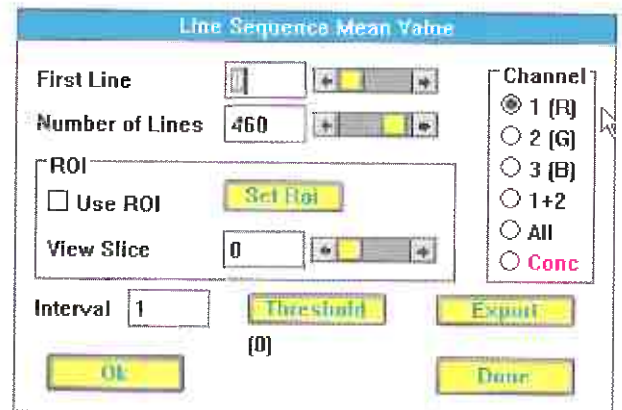 Line Sequence Mean Value
First Line 0
Number of Lines 460
ROI
Use ROI
Set Roi
View Slice 0
Interval 1
Threshold
(0)
Ok
Channel
1 (R)
2 (G)
3 (B)
1+2
All
Conc
Export
Done